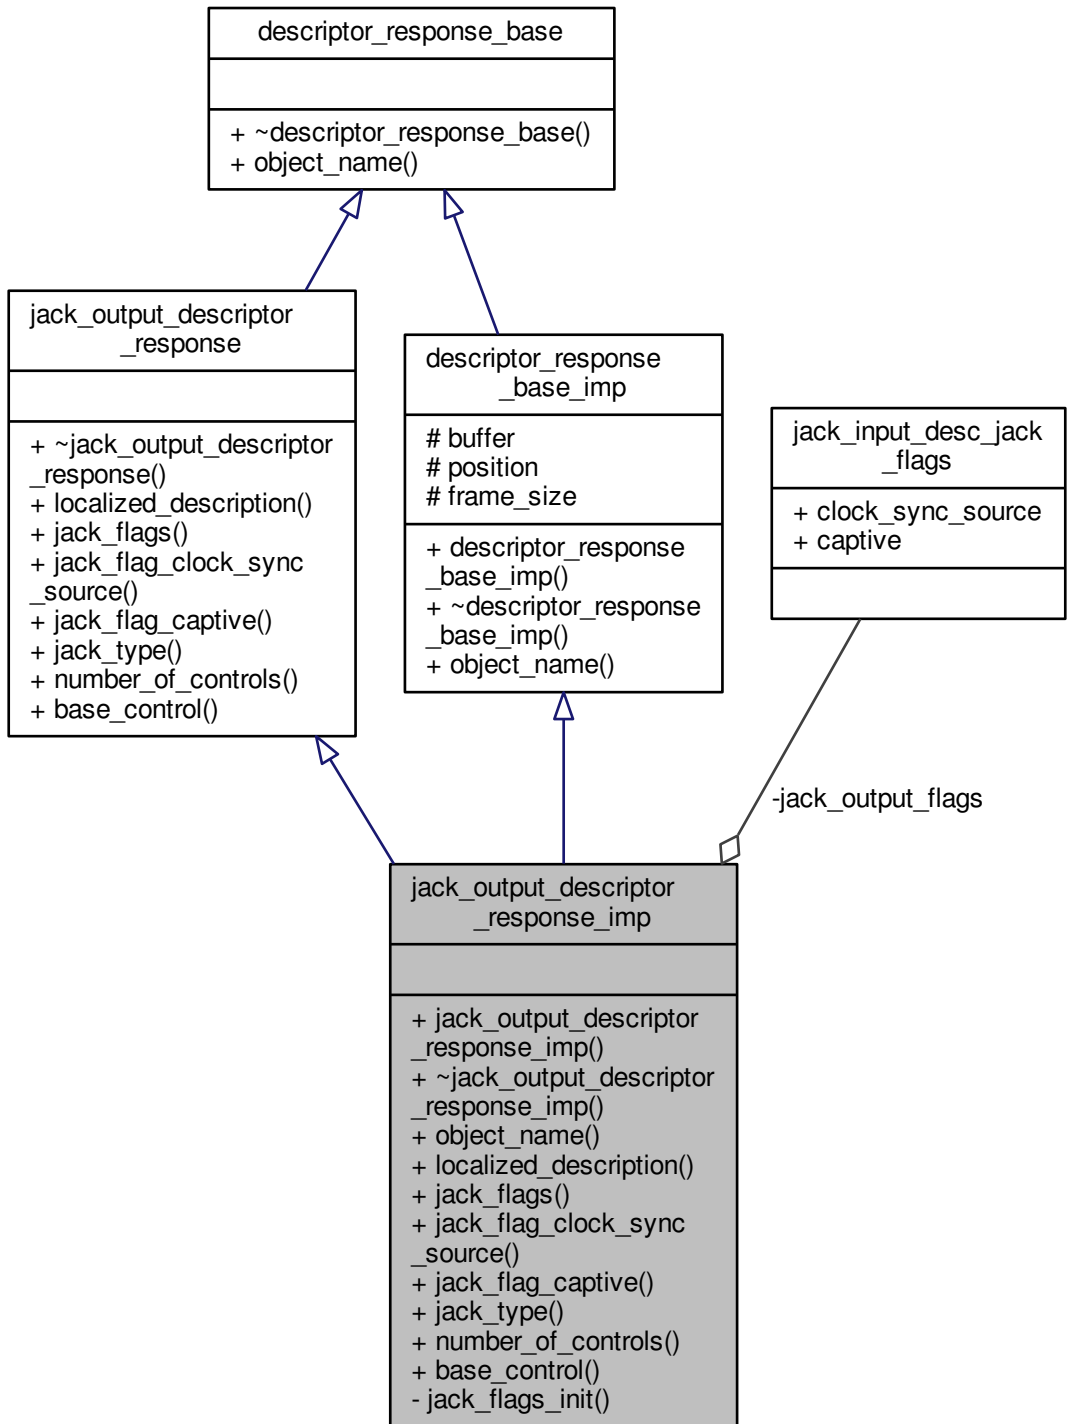 descriptor_response_base
+ ~descriptor_response_base()
+ object_name()
jack_output_descriptor
_response
+ ~jack_output_descriptor
_response()
+ localized_description()
+ jack_flags()
+ jack_flag_clock_sync
_source()
+ jack_flag_captive()
+ jack_type()
+ number_of_controls()
+ base_control()
descriptor_response
_base_imp
# buffer
# position
# frame_size
+ descriptor_response
_base_imp()
+ ~descriptor_response
_base_imp()
+ object_name()
jack_input_desc_jack
_flags
+ clock_sync_source
+ captive
-jack_output_flags
jack_output_descriptor
_response_imp
+ jack_output_descriptor
_response_imp()
+ ~jack_output_descriptor
_response_imp()
+ object_name()
+ localized_description()
+ jack_flags()
+ jack_flag_clock_sync
_source()
+ jack_flag_captive()
+ jack_type()
+ number_of_controls()
+ base_control()
- jack_flags_init()